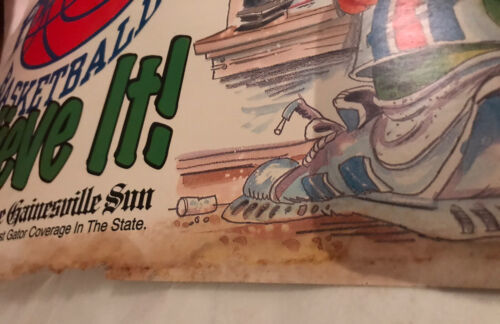 BASKETBALL
eve It!
e Gainesville Sun
st Gator Coverage In The State.